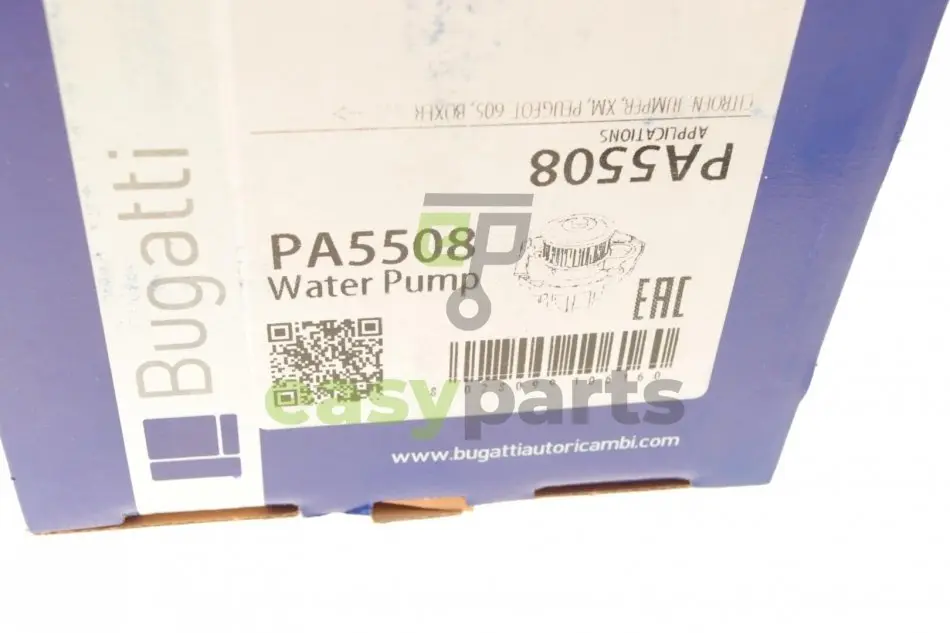 CITROEN JUMPER, XM, PEUGEOT 605, BOXER
APPLICATIONS
PA5508
Bugatti
PA5508
Water Pump
EAC
easyparts
www.bugattiautoricambi.com